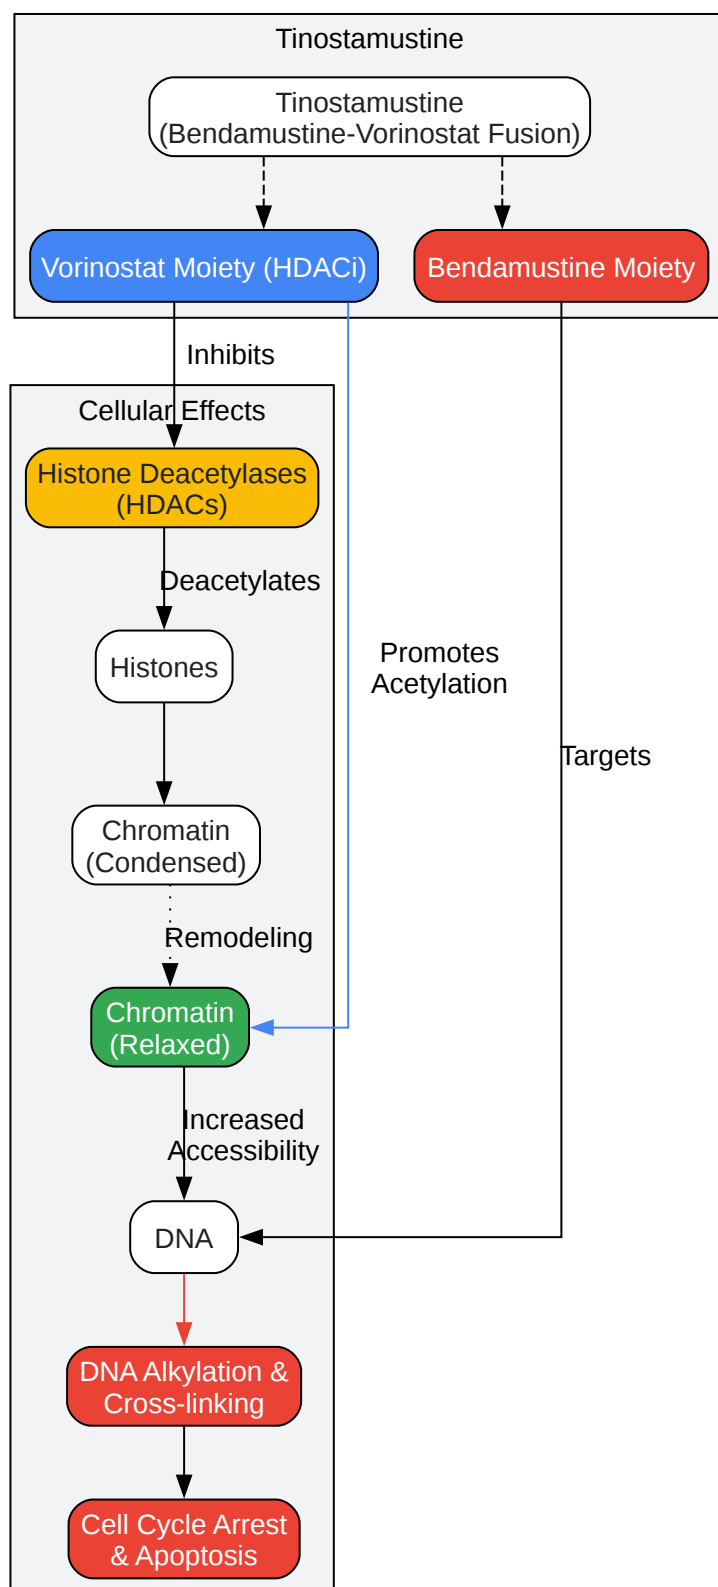 Tinostamustine
Tinostamustine
(Bendamustine-Vorinostat Fusion)
Vorinostat Moiety (HDACi)
Bendamustine Moiety
Inhibits
Cellular Effects
Histone Deacetylases
(HDACs)
Deacetylates
Histones
Promotes
Acetylation
Targets
Chromatin
(Condensed)
Remodeling
Chromatin
(Relaxed)
Increased
Accessibility
DNA
DNA Alkylation &
Cross-linking
Cell Cycle Arrest
& Apoptosis